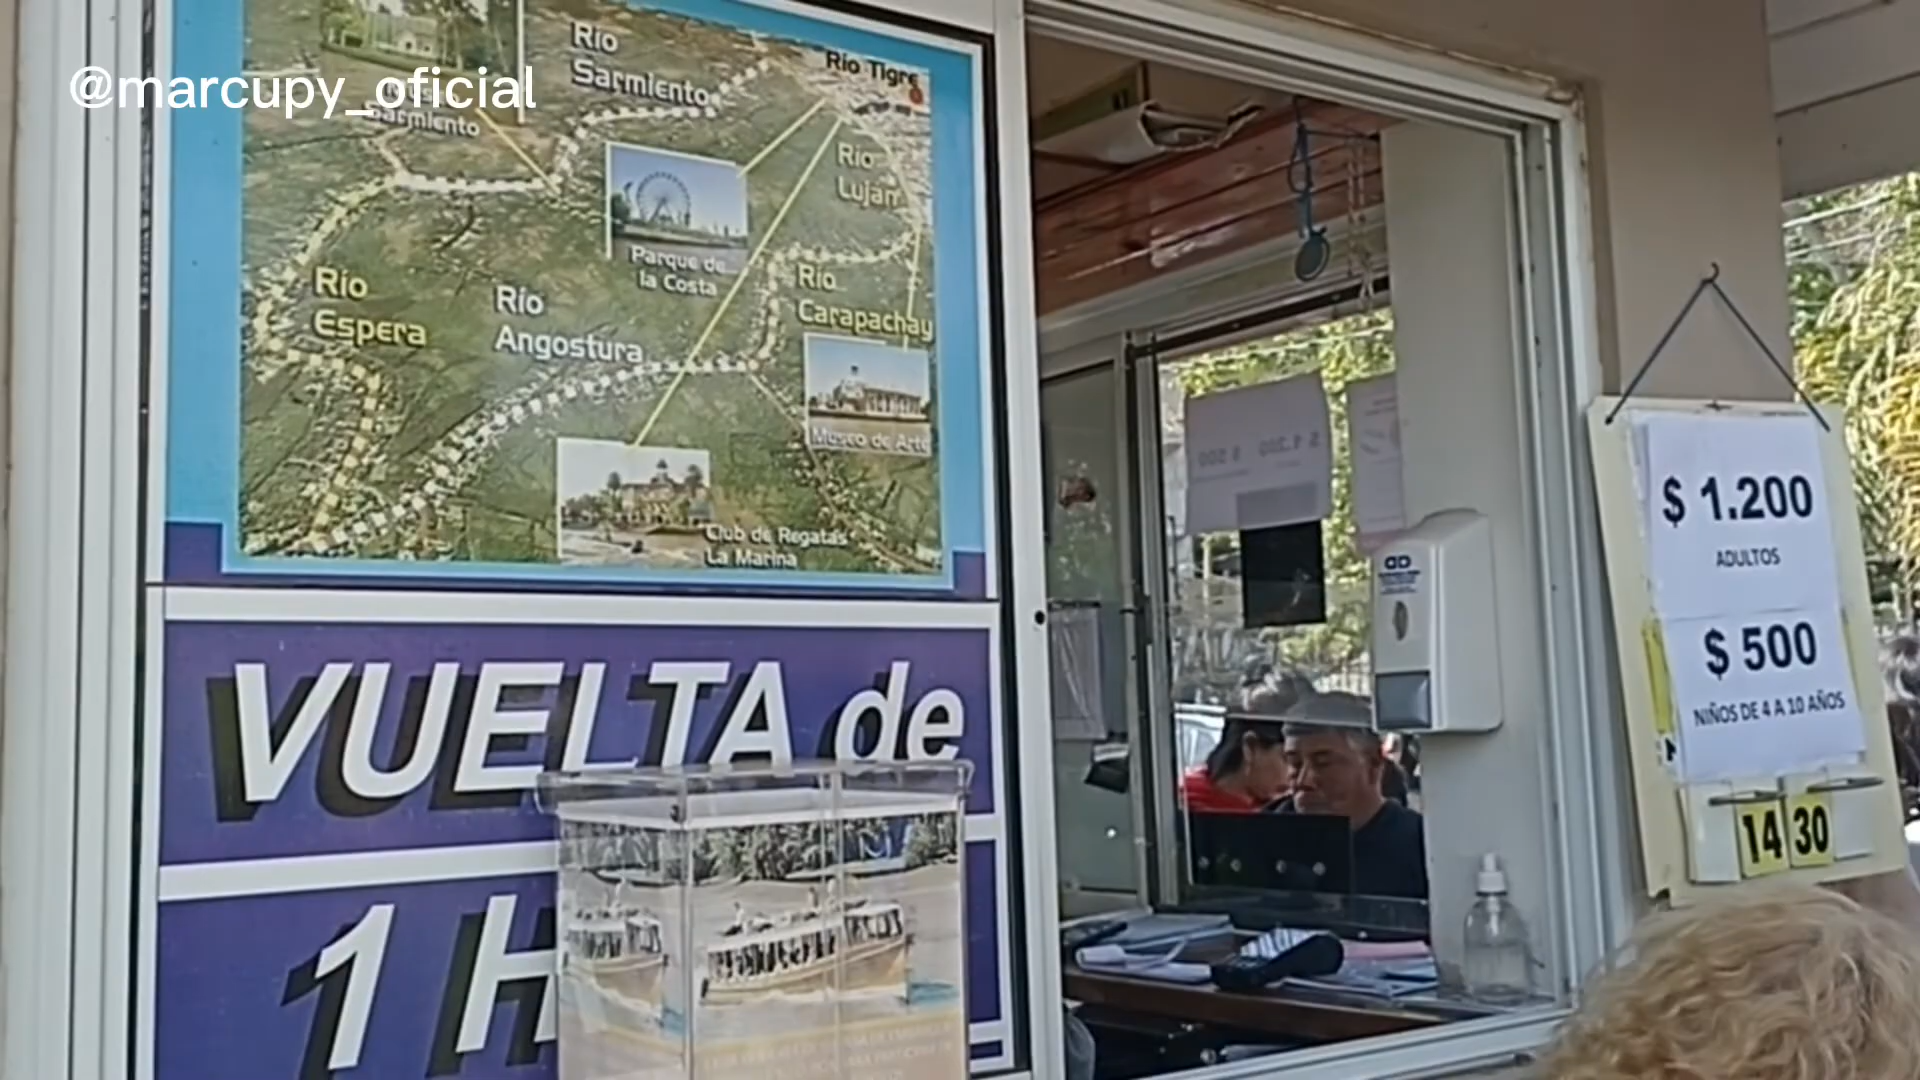 @marcupy_oficial
Río
Sarmiento
Río Tigre
Sarmiento
Río
Luján
Parque de
la Costa
Río
Espera
Río
Angostura
Río
Carapachay
Museo de Arte
Club de Regatas
La Marina
VUELTA de
1 H
$ 1.200
ADULTOS
$ 500
NIÑOS DE 4 A 10 AÑOS
14 30